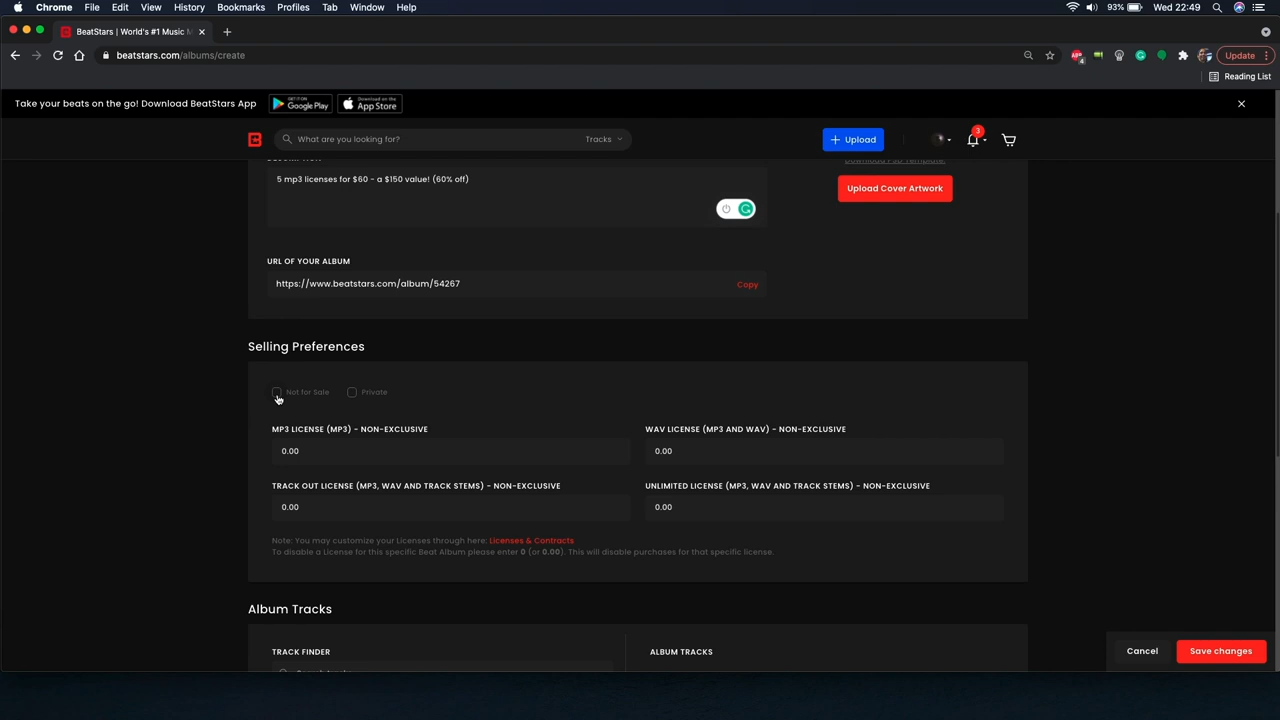 Chrome File Edit View History Bookmarks Profiles Tab Window Help 93% Wed 22:49
BeatStars | World's #1 Music M
beatstars.com/albums/create Update
4
Reading List
Take your beats on the go! Download BeatStars App GET IT ON Google Play Download on the App Store
What are you looking for? Tracks + Upload 3
Download PSD Template.
5 mp3 licenses for $60 - a $150 value! (60% off) Upload Cover Artwork
URL OF YOUR ALBUM
https://www.beatstars.com/album/54267 Copy
Selling Preferences
Not for Sale Private
MP3 LICENSE (MP3) - NON-EXCLUSIVE WAV LICENSE (MP3 AND WAV) - NON-EXCLUSIVE
0.00 0.00
TRACK OUT LICENSE (MP3, WAV AND TRACK STEMS) - NON-EXCLUSIVE UNLIMITED LICENSE (MP3, WAV AND TRACK STEMS) - NON-EXCLUSIVE
0.00 0.00
Note: You may customize your Licenses through here: Licenses & Contracts
To disable a License for this specific Beat Album please enter 0 (or 0.00). This will disable purchases for that specific license.
Album Tracks
TRACK FINDER ALBUM TRACKS
Cancel Save changes